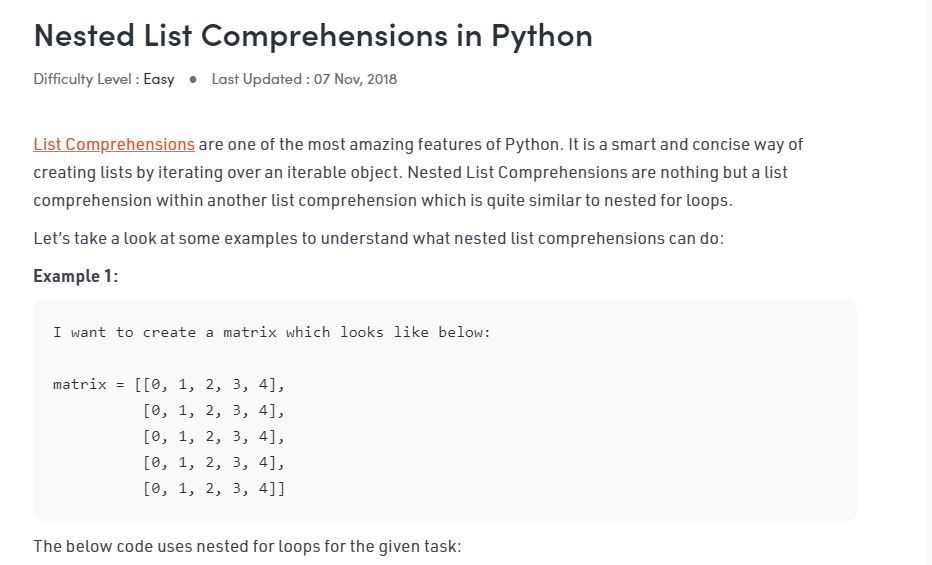 Nested List Comprehensions in Python
Difficulty Level : Easy ● Last Updated : 07 Nov, 2018
List Comprehensions are one of the most amazing features of Python. It is a smart and concise way of
creating lists by iterating over an iterable object. Nested List Comprehensions are nothing but a list
comprehension within another list comprehension which is quite similar to nested for loops.
Let's take a look at some examples to understand what nested list comprehensions can do:
Example 1:
I want to create a matrix which looks like below:
matrix = [[0, 1, 2, 3, 4],
[0, 1, 2, 3, 4],
[0, 1, 2, 3, 4],
[0, 1, 2, 3, 4],
[0, 1, 2, 3, 4]]
The below code uses nested for loops for the given task: